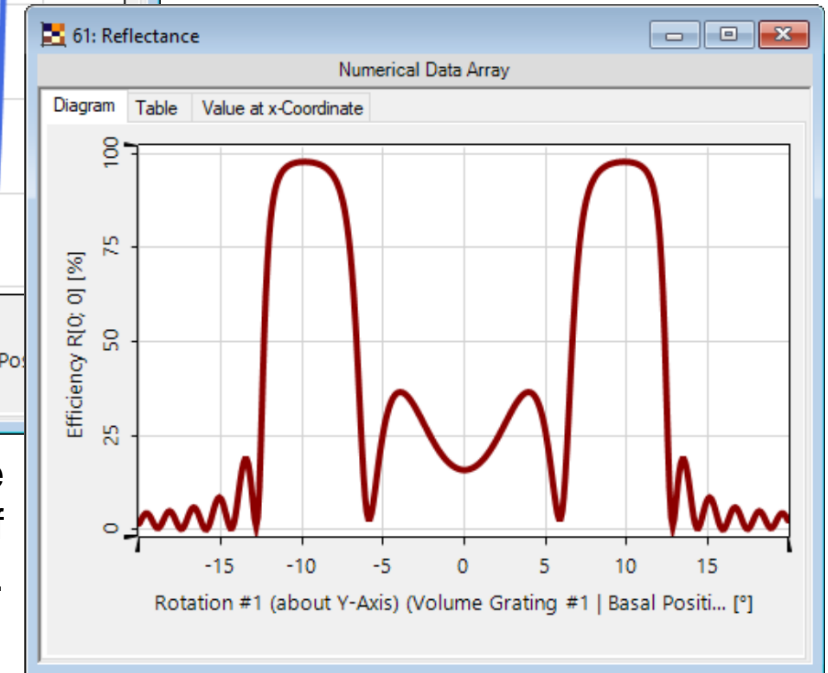 61: Reflectance
Numerical Data Array
Diagram Table Value at x-Coordinate
100
75
50
25
0
Efficiency R[0; 0] [%]
-15 -10 -5 0 5 10 15
Rotation #1 (about Y-Axis) (Volume Grating #1 | Basal Positi... [°]
Pos